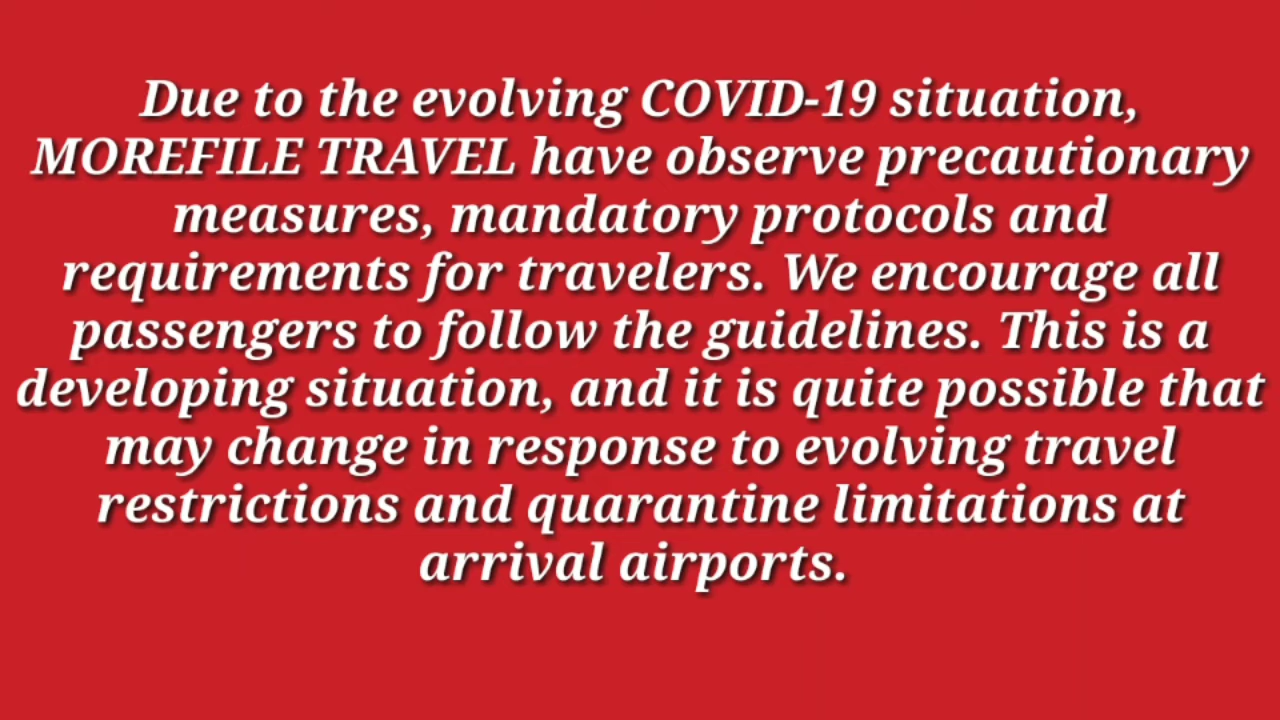 Due to the evolving COVID-19 situation,
MOREFILE TRAVEL have observe precautionary
measures, mandatory protocols and
requirements for travelers. We encourage all
passengers to follow the guidelines. This is a
developing situation, and it is quite possible that
may change in response to evolving travel
restrictions and quarantine limitations at
arrival airports.